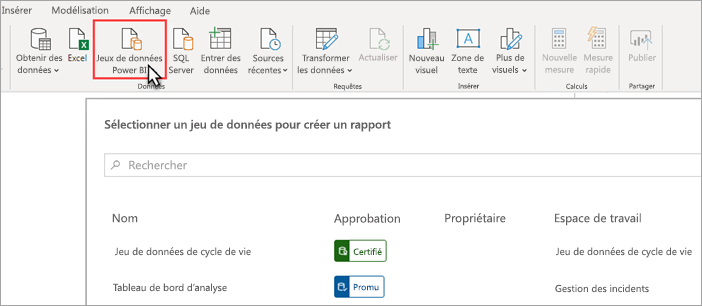 Insérer Modélisation Affichage Aide
Obtenir des données Excel Jeux de données Power BI SQL Server Entrer des données Sources récentes Transformer les données Actualiser Nouveau visuel Zone de texte Plus de visuels Nouvelle mesure Mesure rapide Publier
Données Requêtes Insérer Calculs Partager
Sélectionner un jeu de données pour créer un rapport
Rechercher
Nom Approbation Propriétaire Espace de travail
Jeu de données de cycle de vie Certifié Jeu de données de cycle de vie
Tableau de bord d'analyse Promu Gestion des incidents